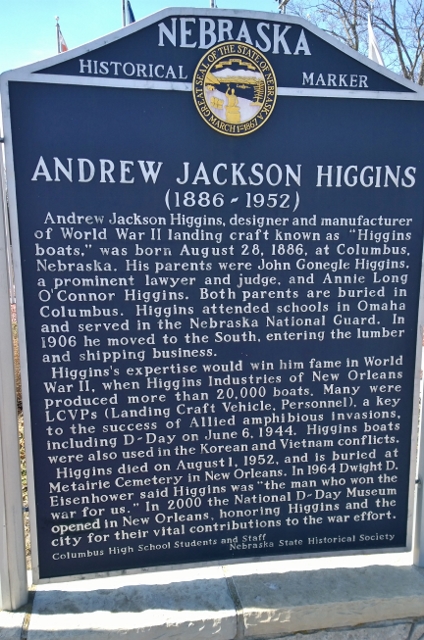 NEBRASKA
HISTORICAL MARKER
GREAT SEAL OF THE STATE OF NEBRASKA
MARCH 1ST 1867
ANDREW JACKSON HIGGINS
(1886 - 1952)
Andrew Jackson Higgins, designer and manufacturer
of World War II landing craft known as "Higgins
boats," was born August 28, 1886, at Columbus,
Nebraska. His parents were John Gonegle Higgins,
a prominent lawyer and judge, and Annie Long
O'Connor Higgins. Both parents are buried in
Columbus. Higgins attended schools in Omaha
and served in the Nebraska National Guard. In
1906 he moved to the South, entering the lumber
and shipping business.
Higgins's expertise would win him fame in World
War II, when Higgins Industries of New Orleans
produced more than 20,000 boats. Many were
LCVPs (Landing Craft Vehicle, Personnel), a key
to the success of Allied amphibious invasions,
including D-Day on June 6, 1944. Higgins boats
were also used in the Korean and Vietnam conflicts.
Higgins died on August 1, 1952, and is buried at
Metairie Cemetery in New Orleans. In 1964 Dwight D.
Eisenhower said Higgins was "the man who won the
war for us." In 2000 the National D-Day Museum
opened in New Orleans, honoring Higgins and the
city for their vital contributions to the war effort.
Columbus High School Students and Staff
Nebraska State Historical Society